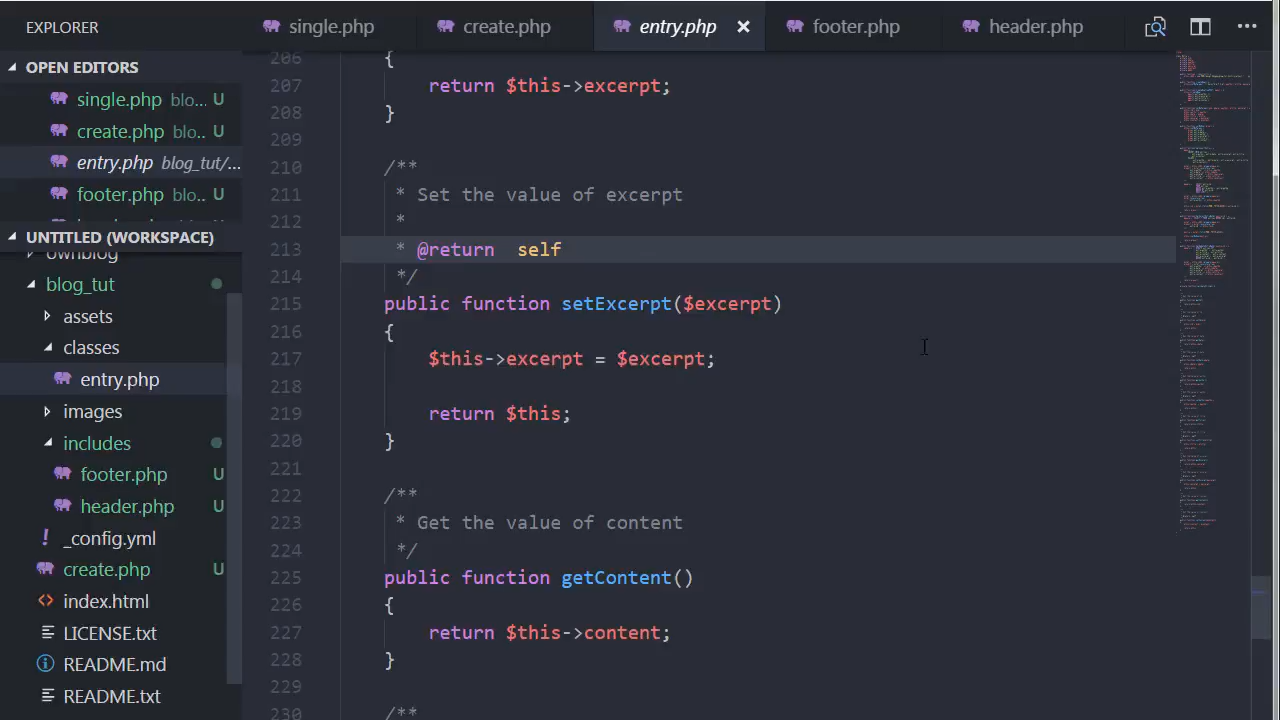 EXPLORER
OPEN EDITORS
single.php blo... U
create.php blo.. U
entry.php blog_tut/...
footer.php blo.. U
UNTITLED (WORKSPACE)
ownblog
blog_tut
assets
classes
entry.php
images
includes
footer.php U
header.php U
! _config.yml
create.php U
<> index.html
LICENSE.txt
README.md
README.txt
single.php
create.php
entry.php ×
footer.php
header.php
206 {
207 return $this->excerpt;
208 }
209
210 /**
211 * Set the value of excerpt
212 *
213 * @return  self
214 */
215 public function setExcerpt($excerpt)
216 {
217 $this->excerpt = $excerpt;
218
219 return $this;
220 }
221
222 /**
223 * Get the value of content
224 */
225 public function getContent()
226 {
227 return $this->content;
228 }
229
230 /**